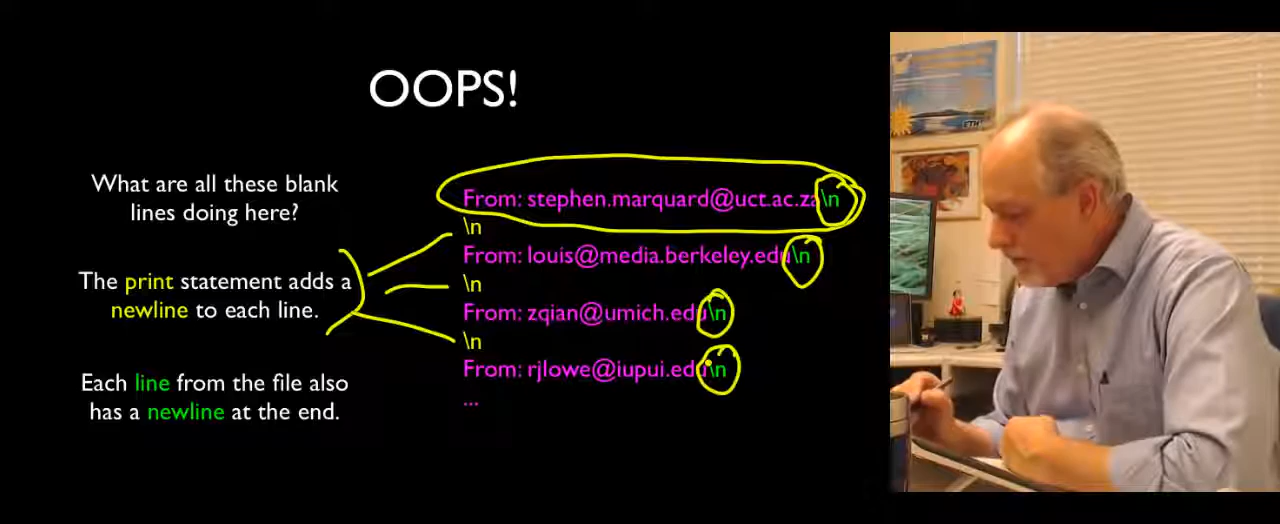 OOPS!
What are all these blank
lines doing here?
The print statement adds a
newline to each line.
Each line from the file also
has a newline at the end.
From: stephen.marquard@uct.ac.za\n
\n
From: louis@media.berkeley.edu\n
\n
From: zqian@umich.edu\n
\n
From: rjlowe@iupui.edu\n
...
ETH